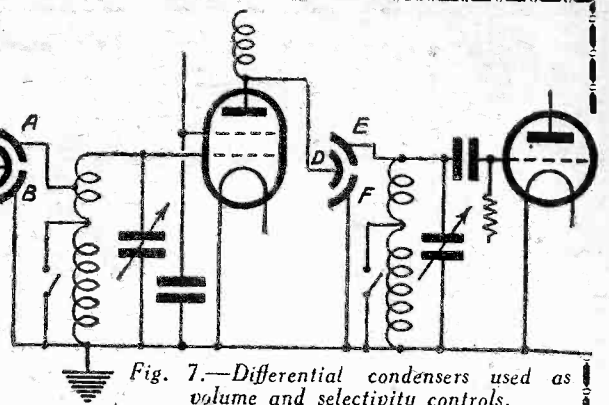 A
B
D
E
F
Fig. 7.—Differential condensers used as
volume and selectivity controls.